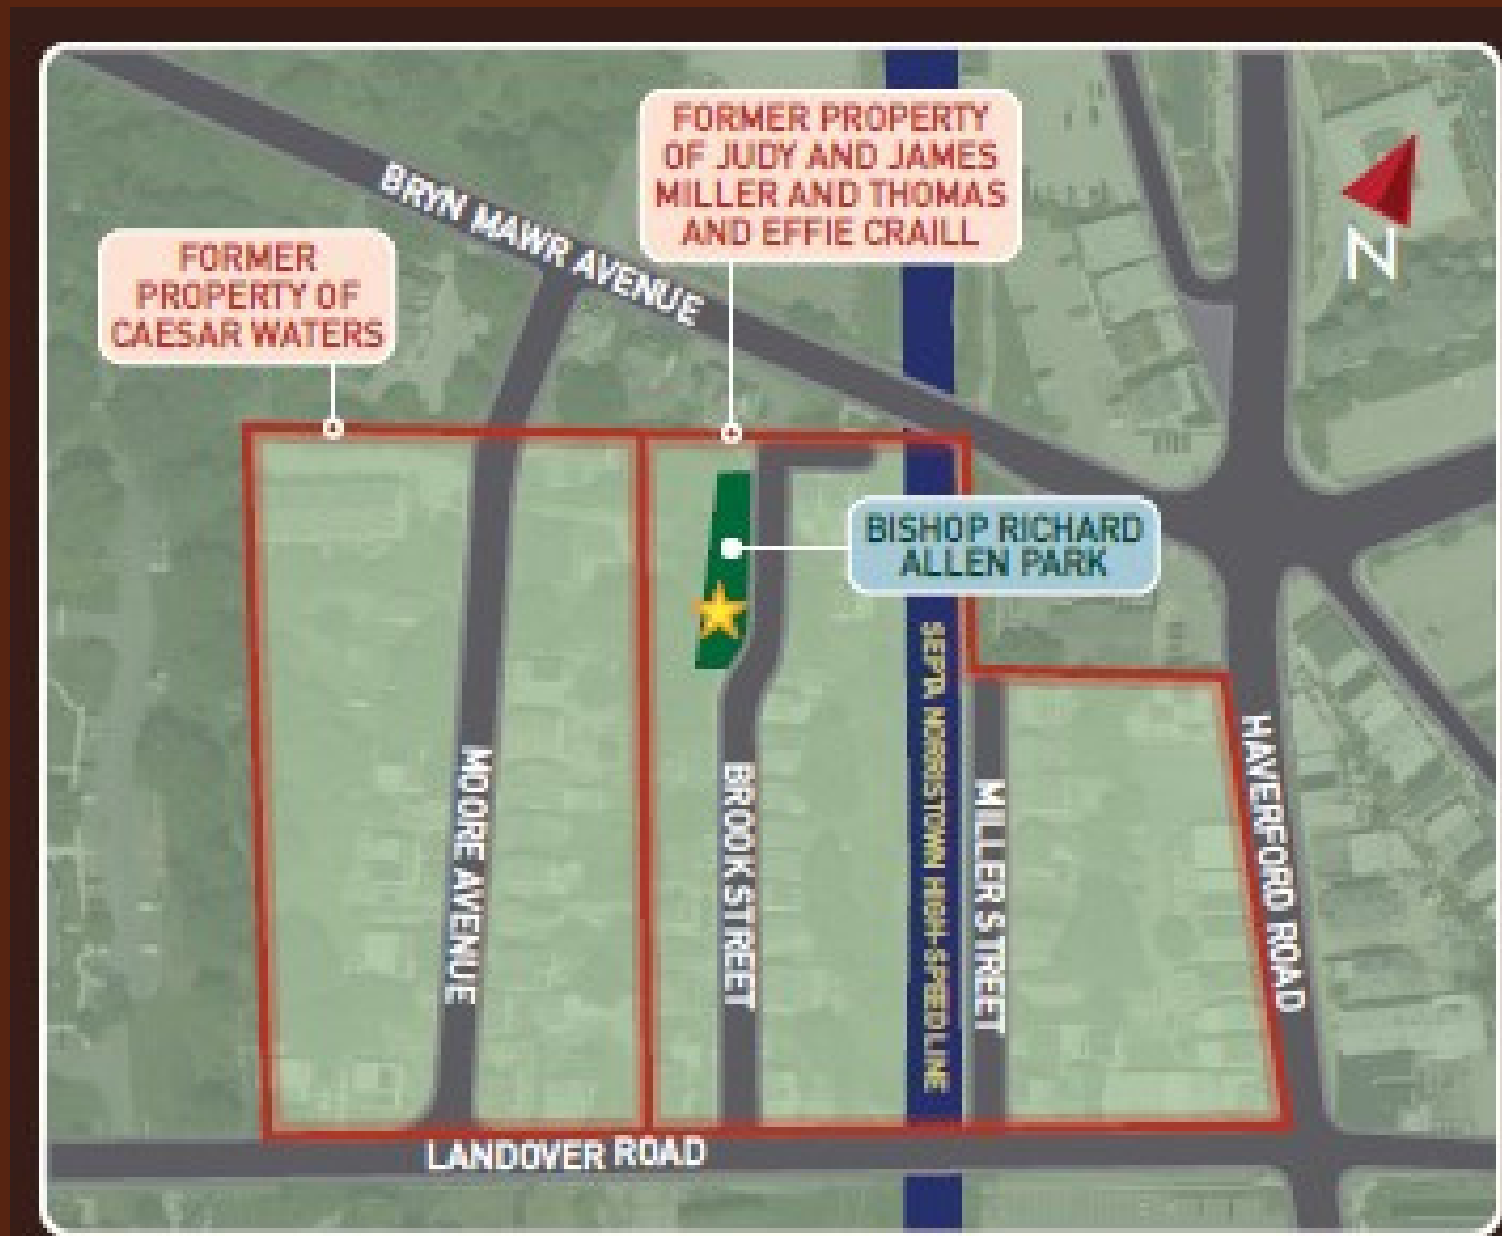 FORMER PROPERTY
OF JUDY AND JAMES
MILLER AND THOMAS
AND EFFIE CRAILL
BRYN MAWR AVENUE
FORMER
PROPERTY OF
CAESAR WATERS
N
BISHOP RICHARD
ALLEN PARK
MOORE AVENUE
BROOK STREET
SEPTA NORRISTOWN HIGH-SPEED LINE
MILLER STREET
HAVERFORD ROAD
LANDOVER ROAD